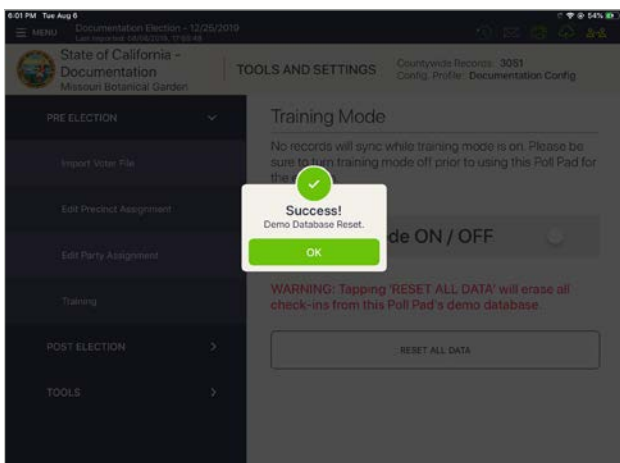 6:01 PM Tue Aug 6
54%
MENU
Documentation Election - 12/25/2019
State of California -
Documentation
Missouri Botanical Garden
TOOLS AND SETTINGS
Countywide Records: 3051
Config. Profile: Documentation Config
PRE ELECTION
Import Voter File
Edit Precinct Assignment
Edit Party Assignment
Training
POST ELECTION
TOOLS
Training Mode
No records will sync while training mode is on. Please be
sure to turn training mode off prior to using this Poll Pad for
the
Success!
Demo Database Reset.
OK
de ON / OFF
WARNING: Tapping 'RESET ALL DATA' will erase all
check-ins from this Poll Pad's demo database.
RESET ALL DATA